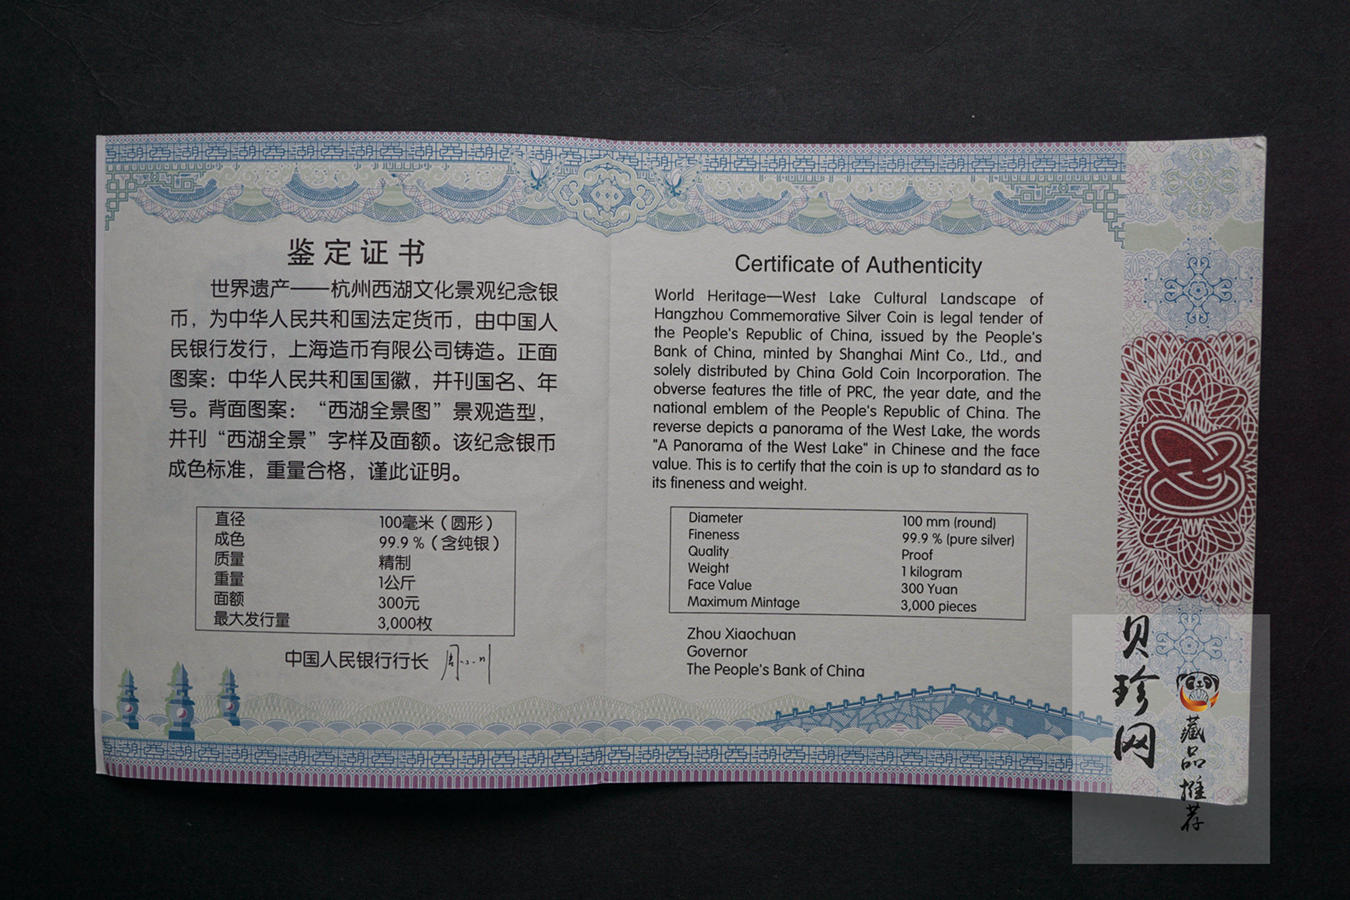 鉴定证书
世界遗产——杭州西湖文化景观纪念银
币，为中华人民共和国法定货币，由中国人
民银行发行，上海造币有限公司铸造。正面
图案：中华人民共和国国徽，并刊国名、年
号。背面图案：“西湖全景图”景观造型，
并刊“西湖全景”字样及面额。该纪念银币
成色标准，重量合格，谨此证明。
直径 100毫米（圆形）
成色 99.9 %（含纯银）
质量 精制
重量 1公斤
面额 300元
最大发行量 3,000枚
中国人民银行行长
Certificate of Authenticity
World Heritage—West Lake Cultural Landscape of
Hangzhou Commemorative Silver Coin is legal tender of
the People's Republic of China, issued by the People's
Bank of China, minted by Shanghai Mint Co., Ltd., and
solely distributed by China Gold Coin Incorporation. The
obverse features the title of PRC, the year date, and the
national emblem of the People's Republic of China. The
reverse depicts a panorama of the West Lake, the words
"A Panorama of the West Lake" in Chinese and the face
value. This is to certify that the coin is up to standard as to
its fineness and weight.
Diameter 100 mm (round)
Fineness 99.9 % (pure silver)
Quality Proof
Weight 1 kilogram
Face Value 300 Yuan
Maximum Mintage 3,000 pieces
Zhou Xiaochuan
Governor
The People's Bank of China
贝珍网
藏品推荐